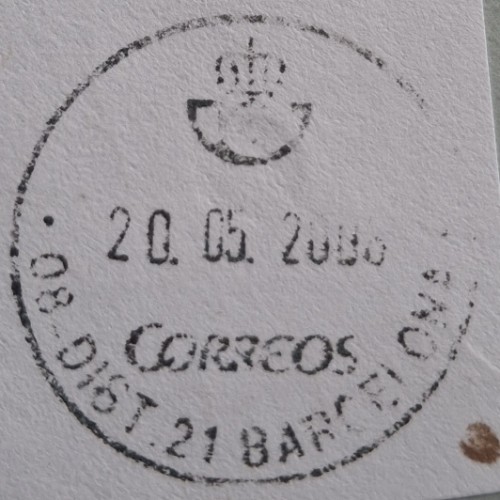 20. 05.
CORREOS
08-DIST.21 BARCELONA